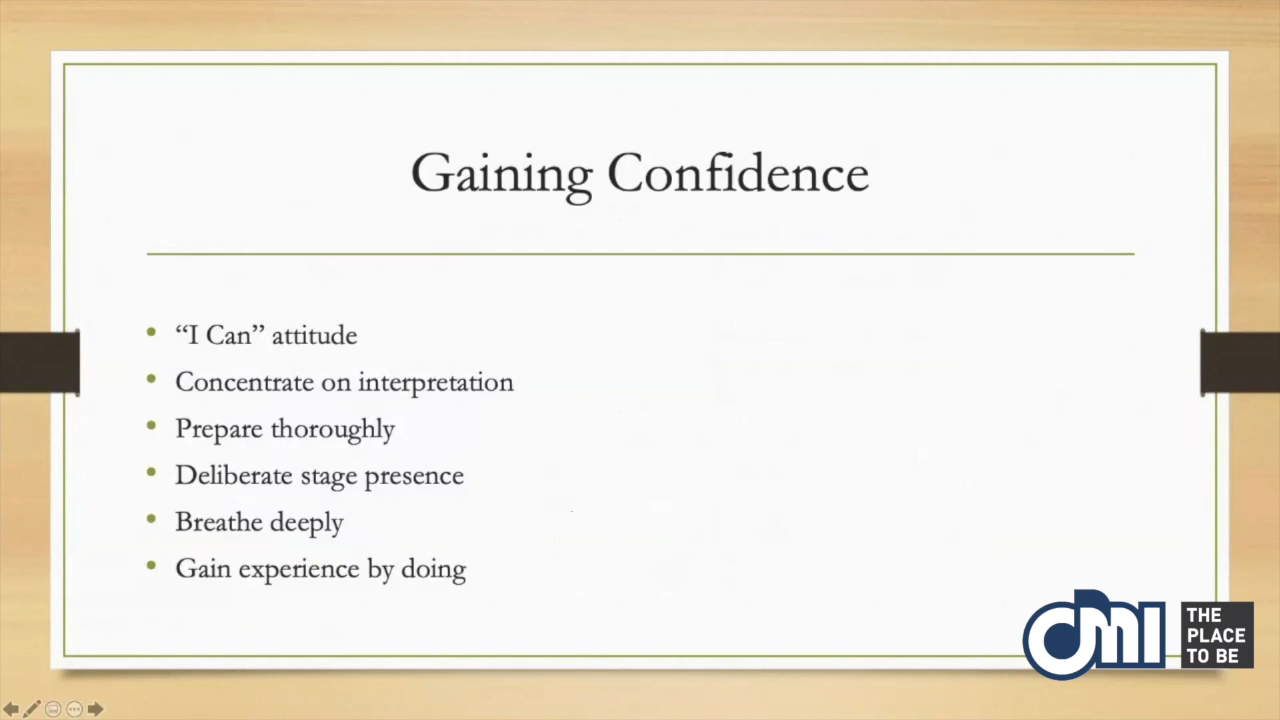 Gaining Confidence
“I Can” attitude
Concentrate on interpretation
Prepare thoroughly
Deliberate stage presence
Breathe deeply
Gain experience by doing
dmi
THE
PLACE
TO BE